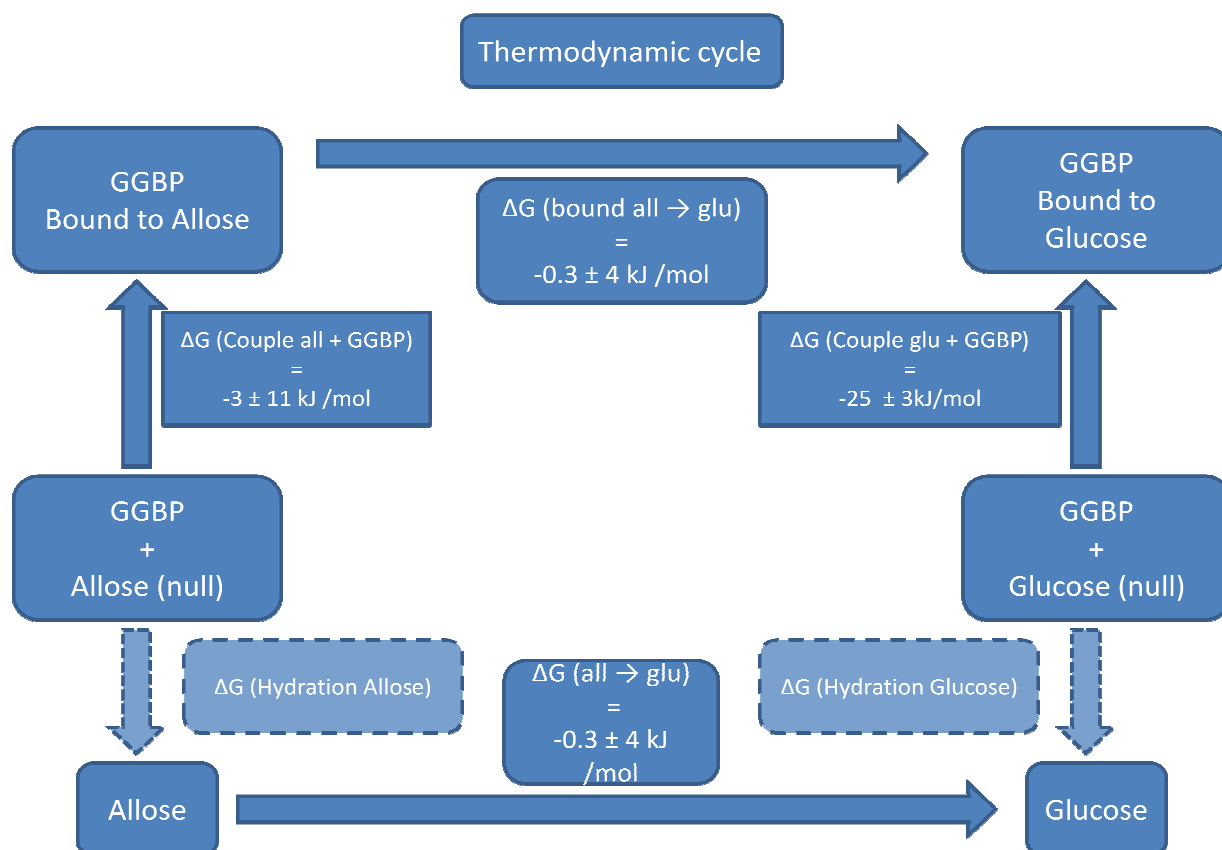 Thermodynamic cycle
GGBP
Bound to Allose
ΔG (bound all → glu)
=
-0.3 ± 4 kJ /mol
GGBP
Bound to
Glucose
ΔG (Couple all + GGBP)
=
-3 ± 11 kJ /mol
ΔG (Couple glu + GGBP)
=
-25 ± 3kJ/mol
GGBP
+
Allose (null)
GGBP
+
Glucose (null)
ΔG (Hydration Allose)
ΔG (all → glu)
=
-0.3 ± 4 kJ
/mol
ΔG (Hydration Glucose)
Allose
Glucose